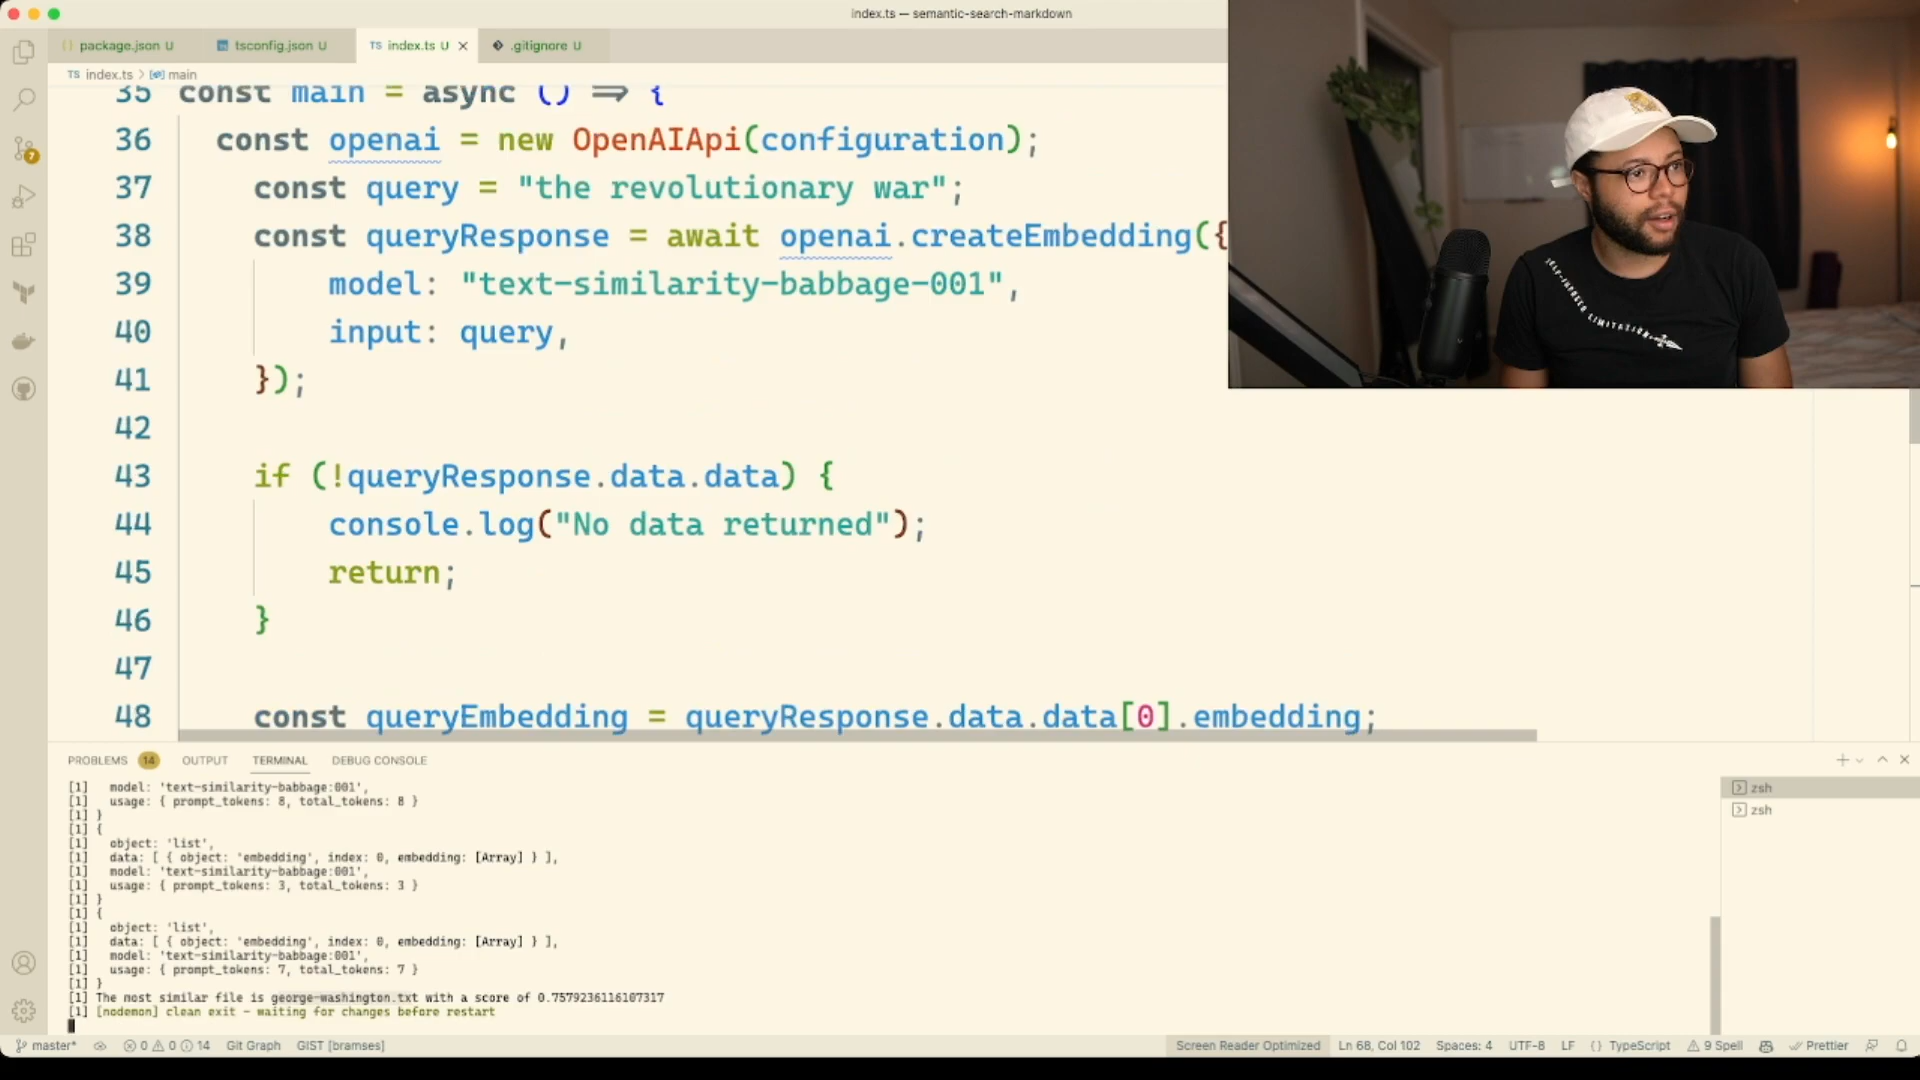 index.ts — semantic-search-markdown
package.json U
tsconfig.json U
TS index.ts U
.gitignore U
TS index.ts > main
35 const main = async () => {
36 const openai = new OpenAIApi(configuration);
37 const query = "the revolutionary war";
38 const queryResponse = await openai.createEmbedding({
39 model: "text-similarity-babbage-001",
40 input: query,
41 });
42
43 if (!queryResponse.data.data) {
44 console.log("No data returned");
45 return;
46 }
47
48 const queryEmbedding = queryResponse.data.data[0].embedding;
SELF-IMPOSED LIMITATION
7
PROBLEMS 14 OUTPUT TERMINAL DEBUG CONSOLE
[1] model: 'text-similarity-babbage:001',
[1] usage: { prompt_tokens: 8, total_tokens: 8 }
[1] }
[1] {
[1] object: 'list',
[1] data: [ { object: 'embedding', index: 0, embedding: [Array] } ],
[1] model: 'text-similarity-babbage:001',
[1] usage: { prompt_tokens: 3, total_tokens: 3 }
[1] }
[1] {
[1] object: 'list',
[1] data: [ { object: 'embedding', index: 0, embedding: [Array] } ],
[1] model: 'text-similarity-babbage:001',
[1] usage: { prompt_tokens: 7, total_tokens: 7 }
[1] }
[1] The most similar file is george-washington.txt with a score of 0.7579236116107317
[1] [nodemon] clean exit - waiting for changes before restart
zsh
zsh
master* 0 0 14 Git Graph GIST [bramses] Screen Reader Optimized Ln 68, Col 102 Spaces: 4 UTF-8 LF {} TypeScript 9 Spell Prettier